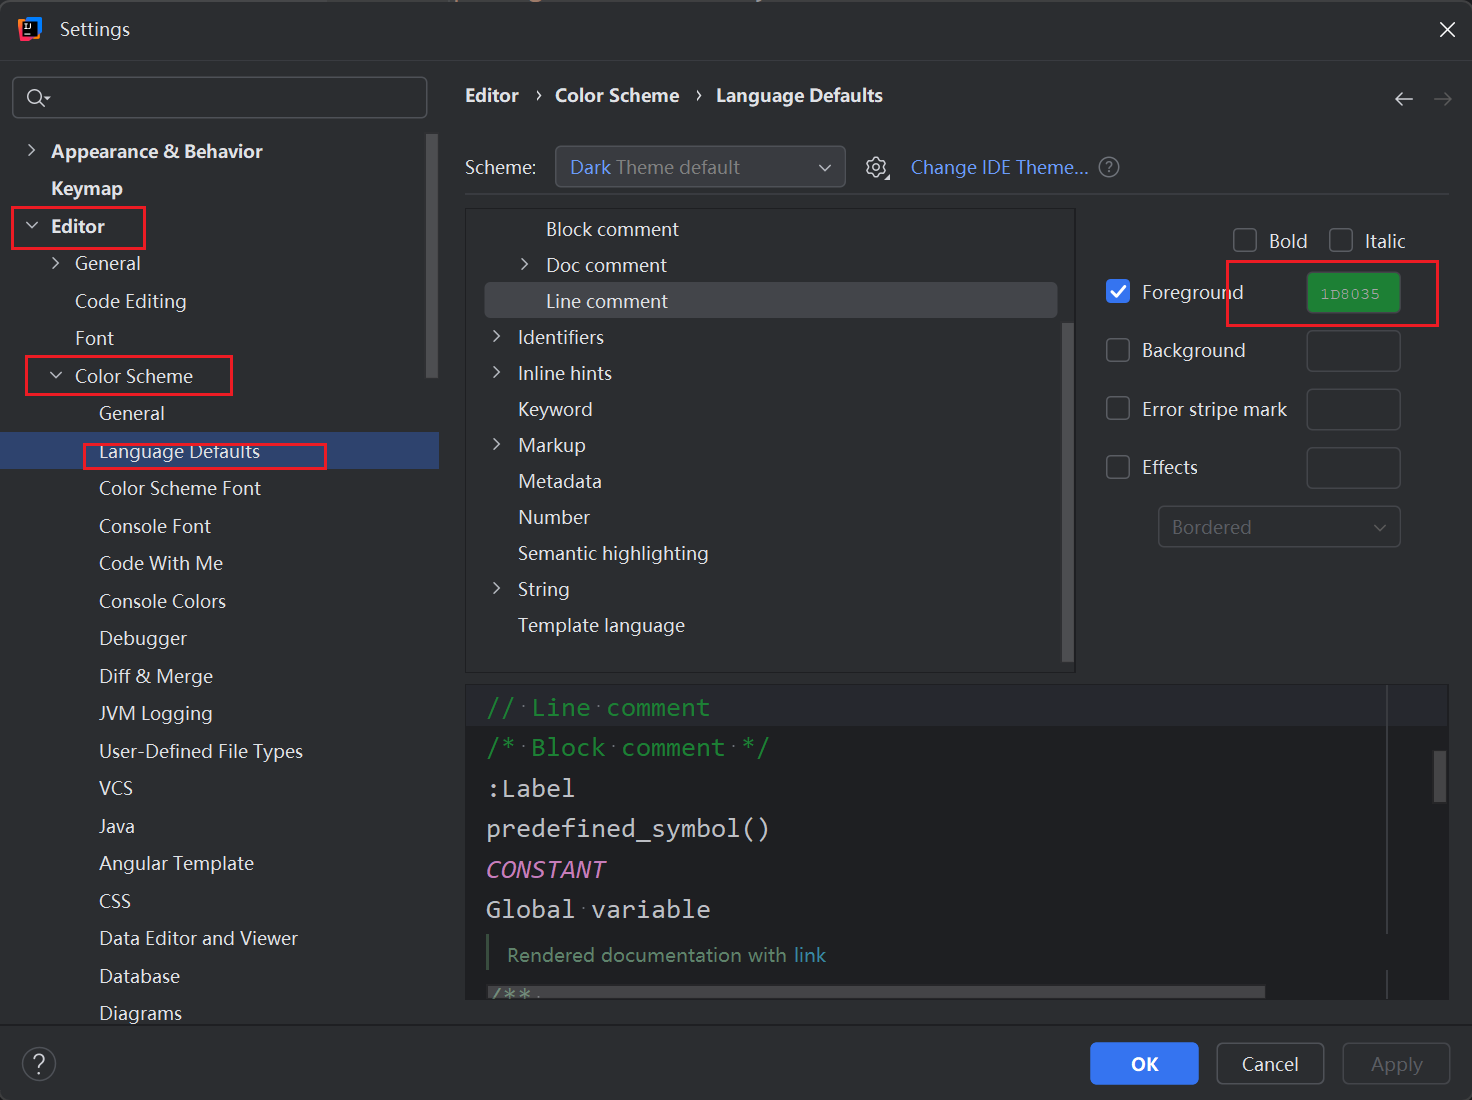 Settings
Appearance & Behavior
Keymap
Editor
General
Code Editing
Font
Color Scheme
General
Language Defaults
Color Scheme Font
Console Font
Code With Me
Console Colors
Debugger
Diff & Merge
JVM Logging
User-Defined File Types
VCS
Java
Angular Template
CSS
Data Editor and Viewer
Database
Diagrams
Editor › Color Scheme › Language Defaults
Scheme: Dark Theme default Change IDE Theme... ?
Block comment
Doc comment
Line comment
Identifiers
Inline hints
Keyword
Markup
Metadata
Number
Semantic highlighting
String
Template language
Bold Italic
Foreground 1D8035
Background
Error stripe mark
Effects
Bordered
// Line comment
/* Block comment */
:Label
predefined_symbol()
CONSTANT
Global variable
Rendered documentation with link
/**
? OK Cancel Apply